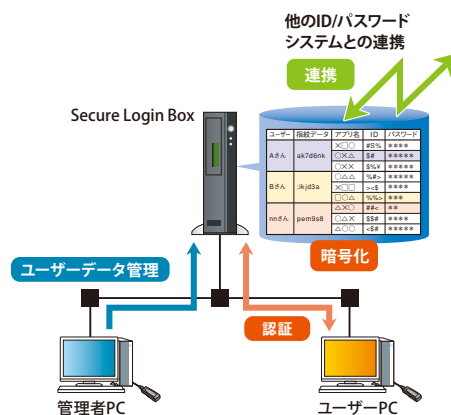 他のID/パスワード
システムとの連携
連携
Secure Login Box
ユーザー 指紋データ アプリ名 ID パスワード
Aさん ak7d6nk ×□○ #S% ****
○×△ $# *****
○×× $%¥ *****
Bさん ;lkjd3a ○△△ %#> *****
×□□ ><$ ****
□○△ %%> ***
nnさん pem9s8 △×○ ##< **
○△× $$# ****
△○○ <$# *****
暗号化
ユーザーデータ管理
認証
管理者PC
ユーザーPC